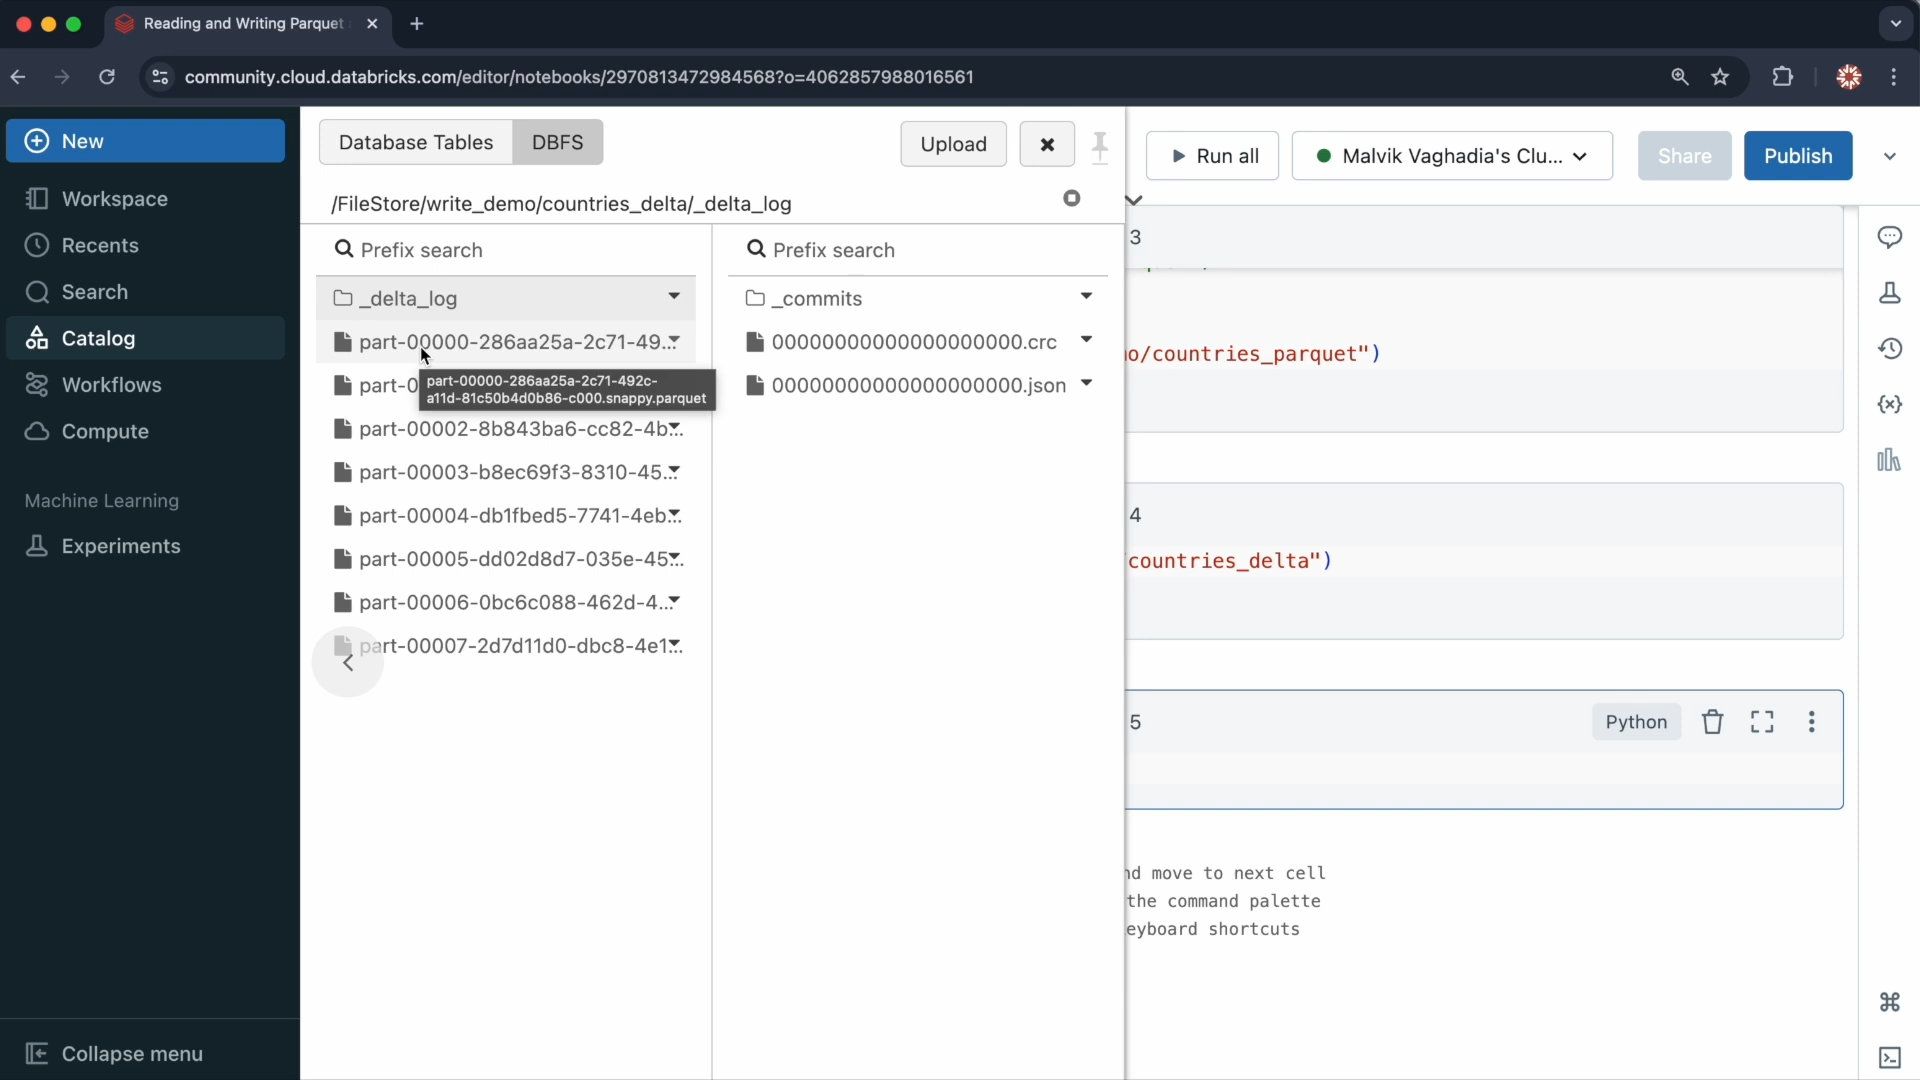 Reading and Writing Parquet
community.cloud.databricks.com/editor/notebooks/2970813472984568?o=4062857988016561
New
Workspace
Recents
Search
Catalog
Workflows
Compute
Machine Learning
Experiments
Collapse menu
Database Tables
DBFS
Upload
/FileStore/write_demo/countries_delta/_delta_log
Prefix search
_delta_log
part-00000-286aa25a-2c71-49...
part-0
part-00000-286aa25a-2c71-492c-
a11d-81c50b4d0b86-c000.snappy.parquet
part-00002-8b843ba6-cc82-4b...
part-00003-b8ec69f3-8310-45...
part-00004-db1fbed5-7741-4eb...
part-00005-dd02d8d7-035e-45...
part-00006-0bc6c088-462d-4...
part-00007-2d7d11d0-dbc8-4e1...
Prefix search
_commits
00000000000000000000.crc
00000000000000000000.json
Run all
Malvik Vaghadia's Clu...
Share
Publish
3
o/countries_parquet")
4
countries_delta")
5
Python
nd move to next cell
the command palette
eyboard shortcuts